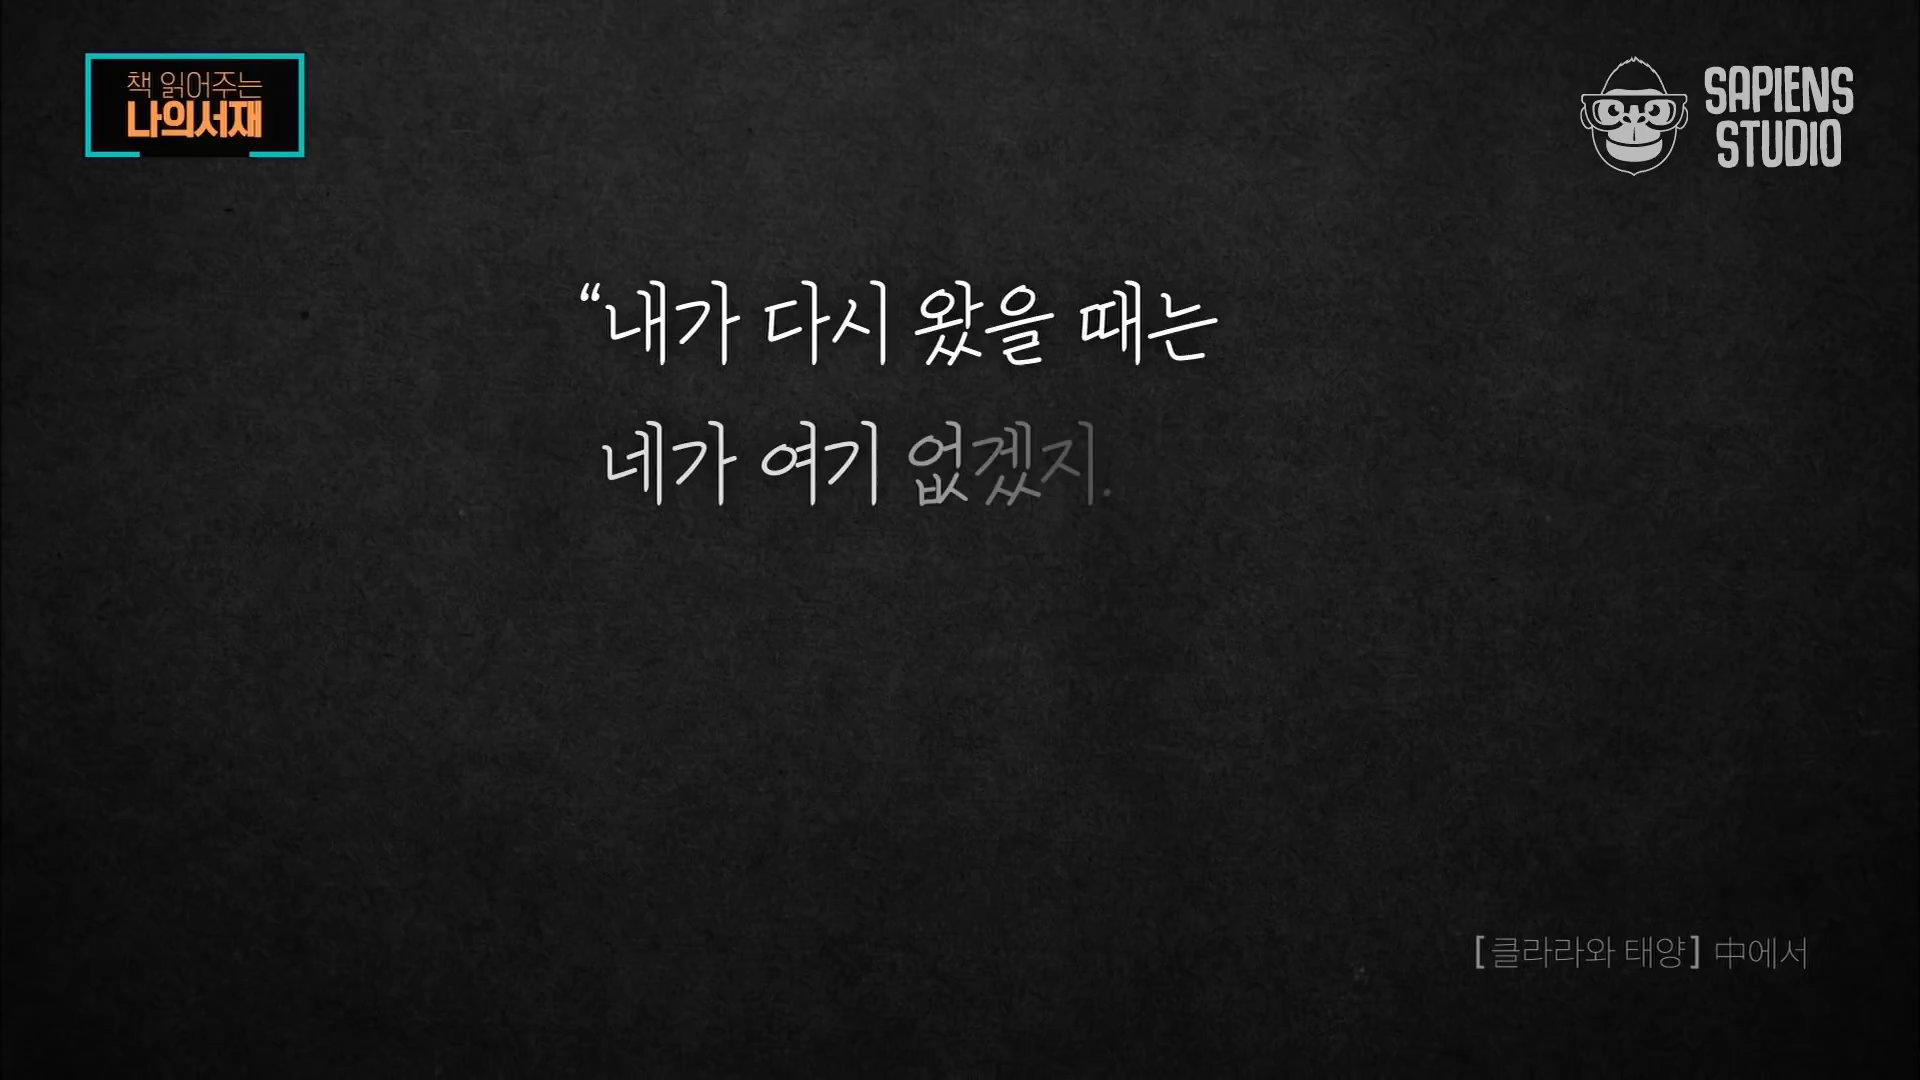 책 읽어주는
나의서재
SAPIENS
STUDIO
“내가 다시 왔을 때는
네가 여기 없겠지.
[클라라와 태양] 中에서